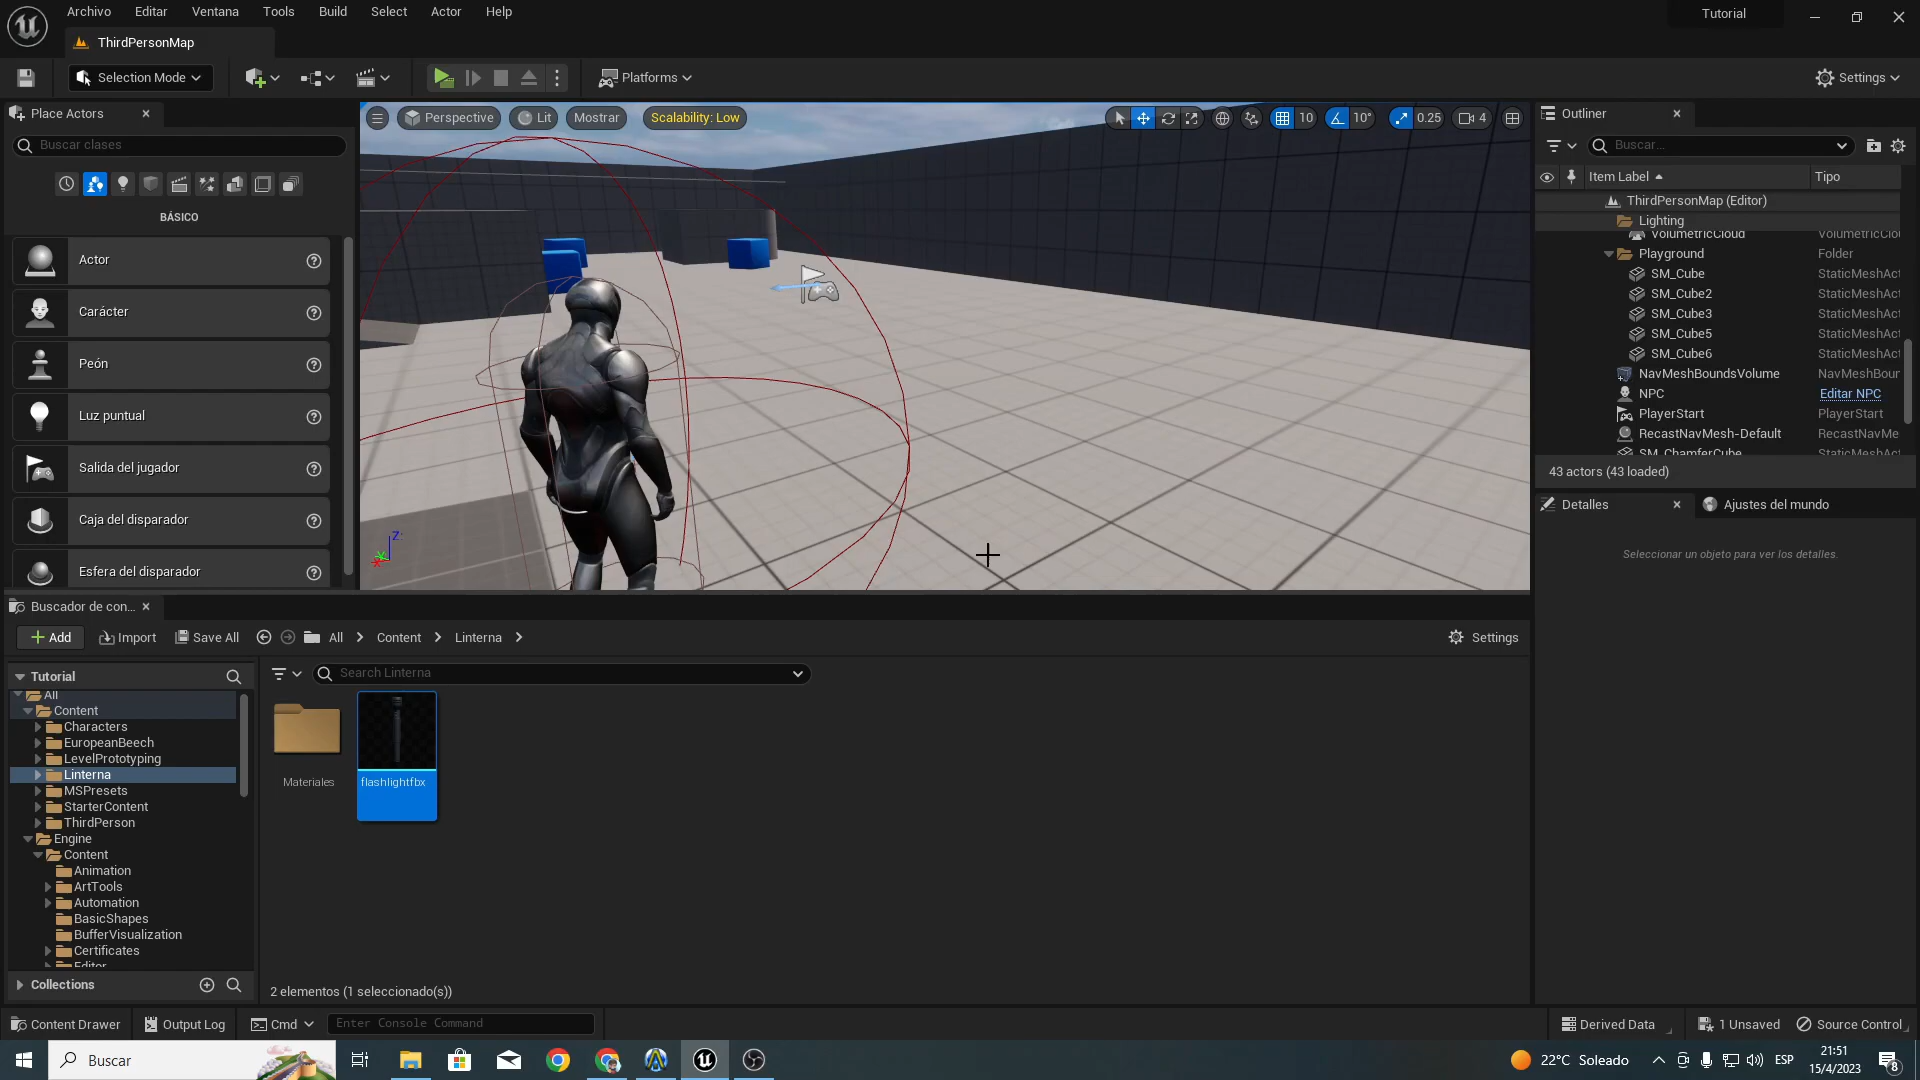 Archivo Editar Ventana Tools Build Select Actor Help
Tutorial
ThirdPersonMap
Selection Mode
Platforms
Settings
Place Actors
Buscar clases
BÁSICO
Actor
Carácter
Peón
Luz puntual
Salida del jugador
Caja del disparador
Esfera del disparador
Perspective
Lit
Mostrar
Scalability: Low
10
10°
0.25
4
Z
Outliner
Buscar...
Item Label Tipo
ThirdPersonMap (Editor)
Lighting
VolumetricCloud VolumetricClou
Playground Folder
SM_Cube StaticMeshAct
SM_Cube2 StaticMeshAct
SM_Cube3 StaticMeshAct
SM_Cube5 StaticMeshAct
SM_Cube6 StaticMeshAct
NavMeshBoundsVolume NavMeshBour
NPC Editar NPC
PlayerStart PlayerStart
RecastNavMesh-Default RecastNavMe
SM_ChamferCube StaticMeshAct
43 actors (43 loaded)
Detalles
Ajustes del mundo
Seleccionar un objeto para ver los detalles.
Buscador de con...
Add
Import
Save All
All
Content
Linterna
Settings
Tutorial
All
Content
Characters
EuropeanBeech
LevelPrototyping
Linterna
MSPresets
StarterContent
ThirdPerson
Engine
Content
Animation
ArtTools
Automation
BasicShapes
BufferVisualization
Certificates
Editor
Collections
Search Linterna
Materiales
flashlightfbx
2 elementos (1 seleccionado(s))
Content Drawer
Output Log
Cmd
Enter Console Command
Derived Data
1 Unsaved
Source Control
Buscar
22°C Soleado
ESP
21:51
15/4/2023
8